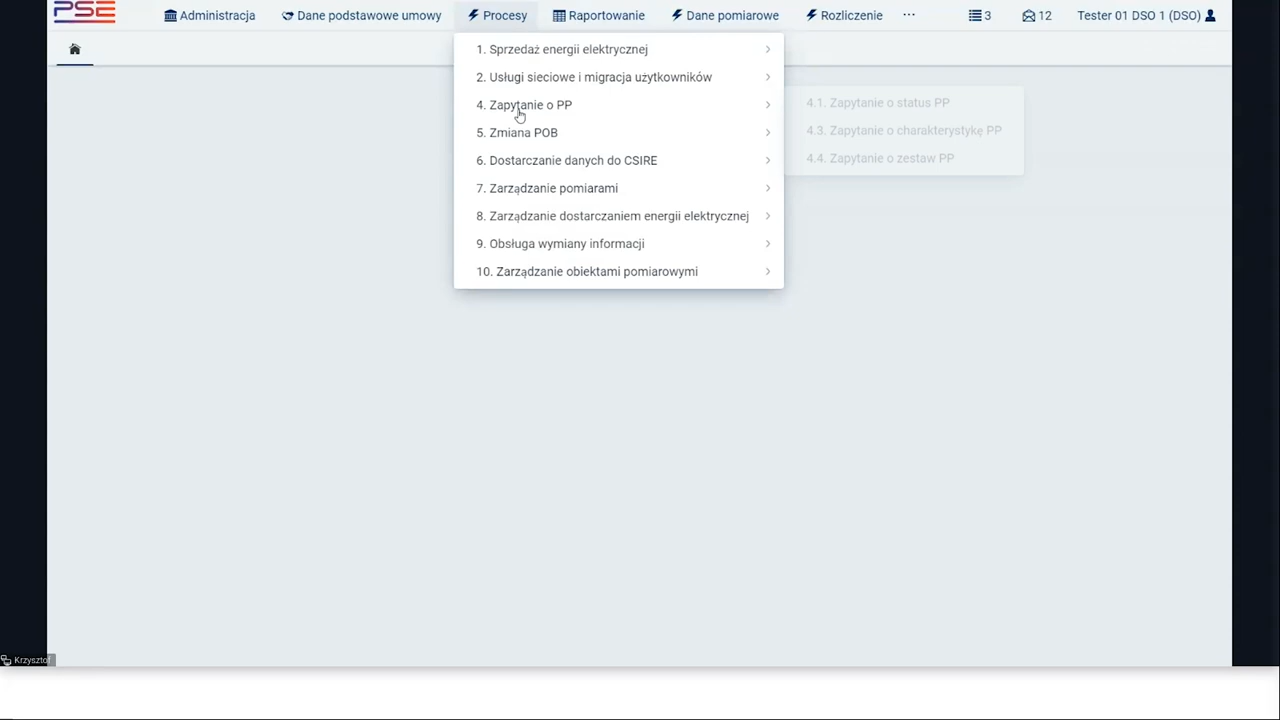 PSE
Administracja Dane podstawowe umowy Procesy Raportowanie Dane pomiarowe Rozliczenie ... 3 12 Tester 01 DSO 1 (DSO)
1. Sprzedaż energii elektrycznej
2. Usługi sieciowe i migracja użytkowników
4. Zapytanie o PP
5. Zmiana POB
6. Dostarczanie danych do CSIRE
7. Zarządzanie pomiarami
8. Zarządzanie dostarczaniem energii elektrycznej
9. Obsługa wymiany informacji
10. Zarządzanie obiektami pomiarowymi
4.1. Zapytanie o status PP
4.3. Zapytanie o charakterystykę PP
4.4. Zapytanie o zestaw PP
Krzysztof